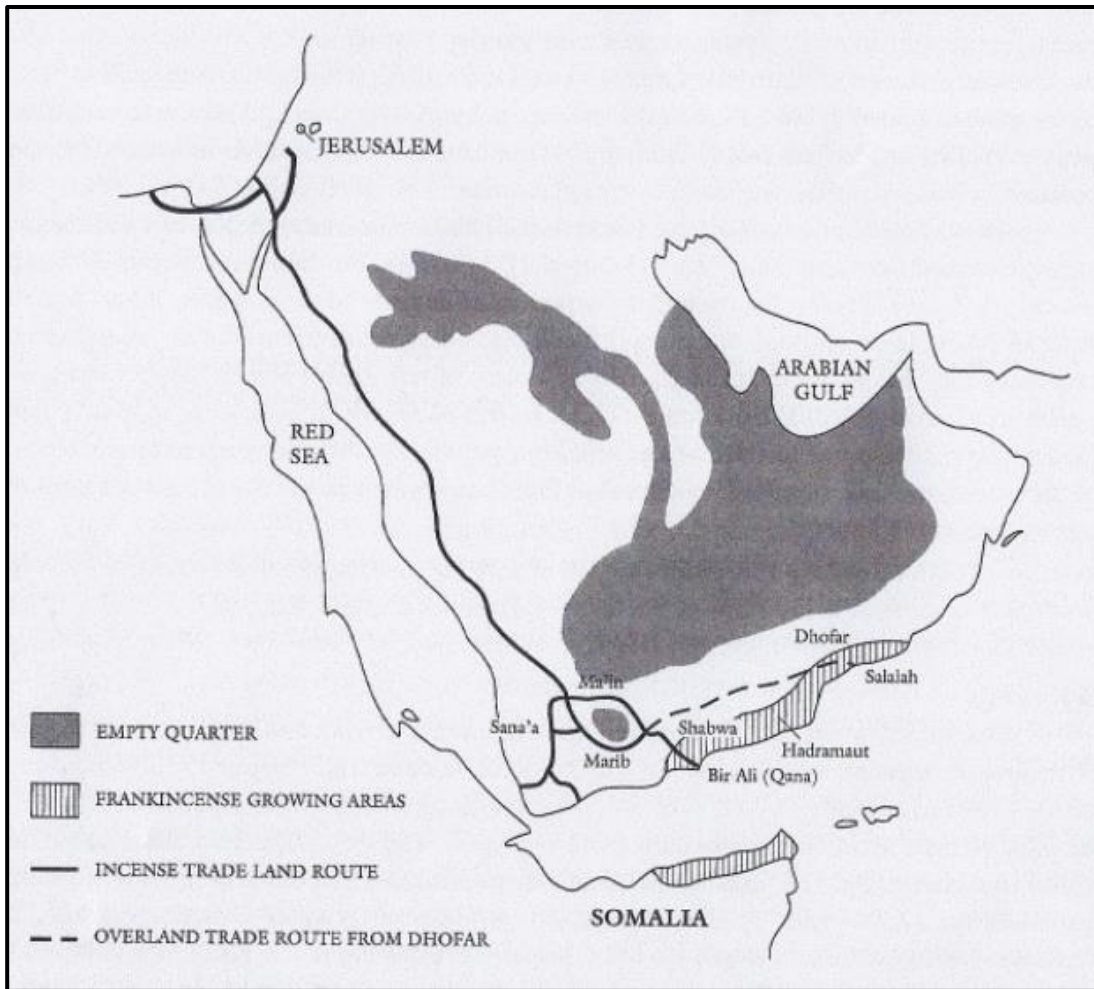 JERUSALEM
ARABIAN
GULF
RED
SEA
Dhofar
Salalah
Ma'in
Sana'a
Shabwa
Marib
Hadramaut
Bir Ali (Qana)
EMPTY QUARTER
FRANKINCENSE GROWING AREAS
INCENSE TRADE LAND ROUTE
SOMALIA
OVERLAND TRADE ROUTE FROM DHOFAR